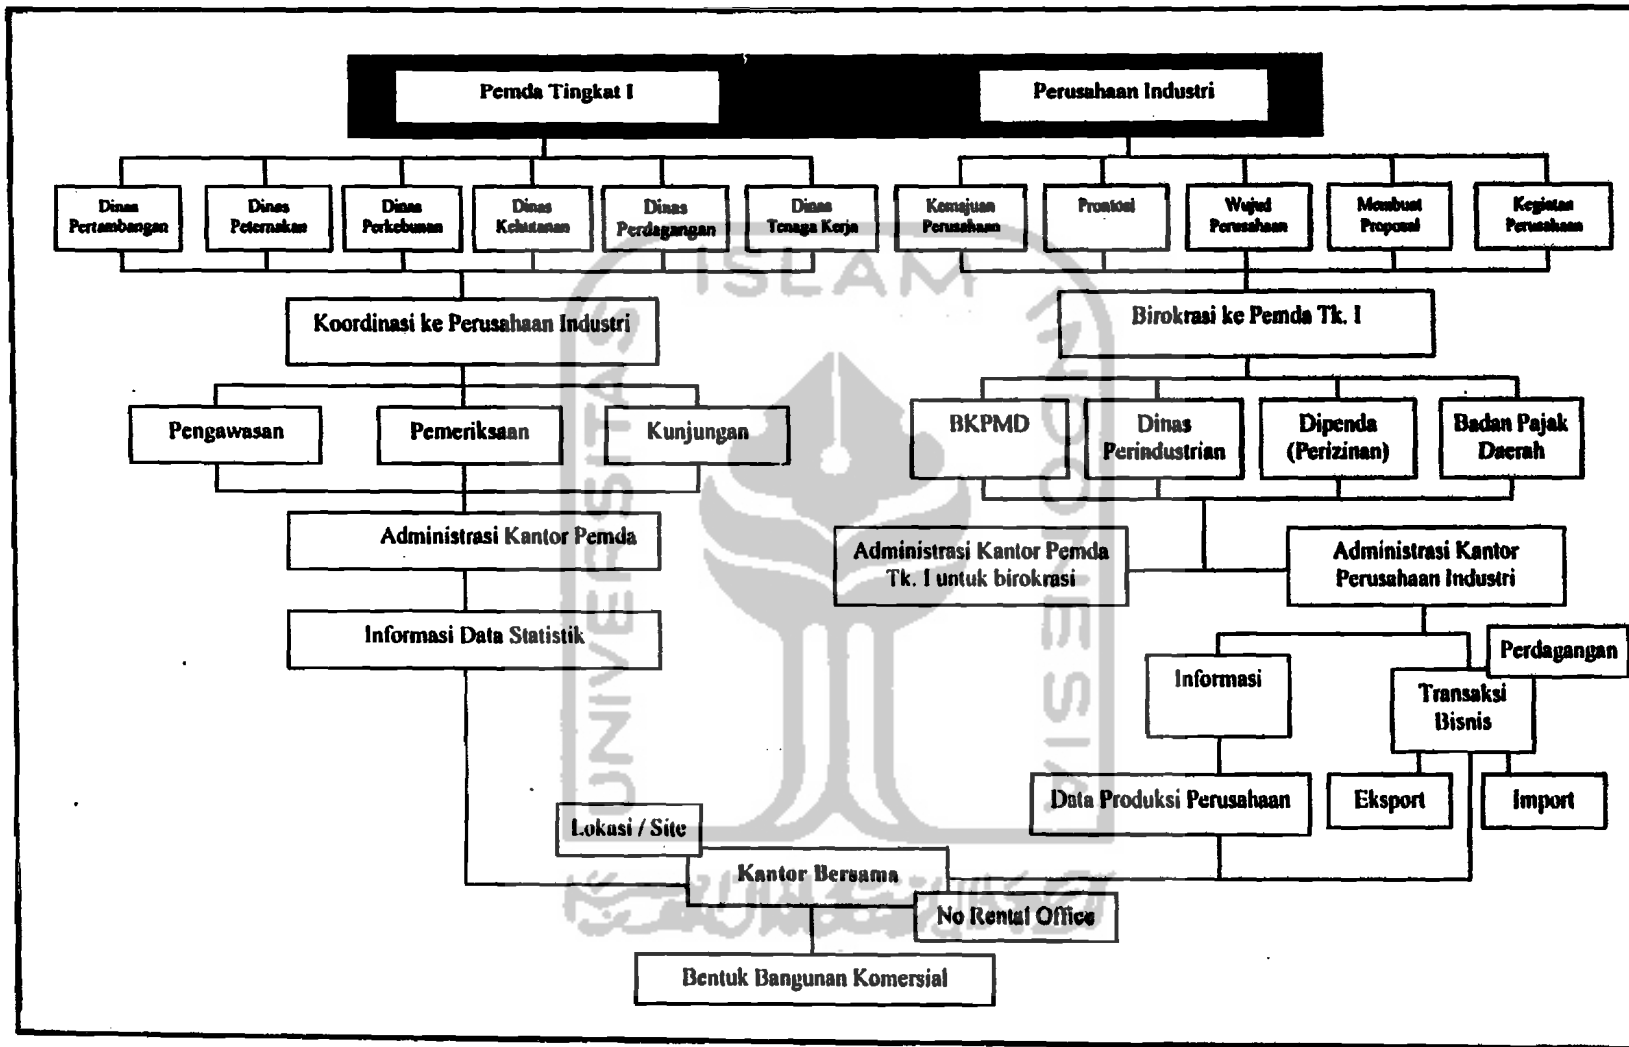 Pemda Tingkat I
Perusahaan Industri
Dinas
Pertambangan
Dinas
Peternakan
Dinas
Perkebunan
Dinas
Kehutanan
Dinas
Perdagangan
Dinas
Tenaga Kerja
Kemajuan
Perusahaan
Wujud
Perusahaan
Membuat
Proposal
Kegiatan
Perusahaan
Koordinasi ke Perusahaan Industri
Birokrasi ke Pemda Tk. I
Pengawasan
Pemeriksaan
Kunjungan
BKPMD
Dinas
Perindustrian
Dipenda
(Perizinan)
Badan Pajak
Daerah
Administrasi Kantor Pemda
Administrasi Kantor Pemda
Tk. I untuk birokrasi
Administrasi Kantor
Perusahaan Industri
Informasi Data Statistik
Perdagangan
Informasi
Transaksi
Bisnis
Data Produksi Perusahaan
Eksport
Import
Lokasi / Site
Kantor Bersama
No Rental Office
Bentuk Bangunan Komersial
UNIVERSITAS
ISLAM
INDONESIA